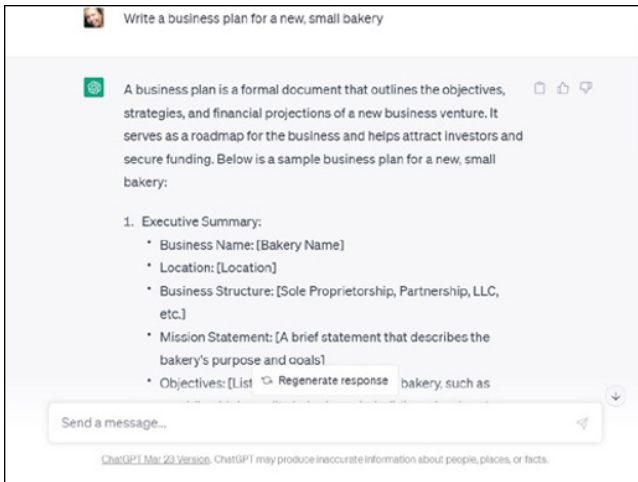 Write a business plan for a new, small bakery
A business plan is a formal document that outlines the objectives,
strategies, and financial projections of a new business venture. It
serves as a roadmap for the business and helps attract investors and
secure funding. Below is a sample business plan for a new, small
bakery:
1. Executive Summary:
• Business Name: [Bakery Name]
• Location: [Location]
• Business Structure: [Sole Proprietorship, Partnership, LLC,
etc.]
• Mission Statement: [A brief statement that describes the
bakery's purpose and goals]
• Objectives: [List Regenerate response bakery, such as
Send a message...
ChatGPT Mar 23 Version. ChatGPT may produce inaccurate information about people, places, or facts.